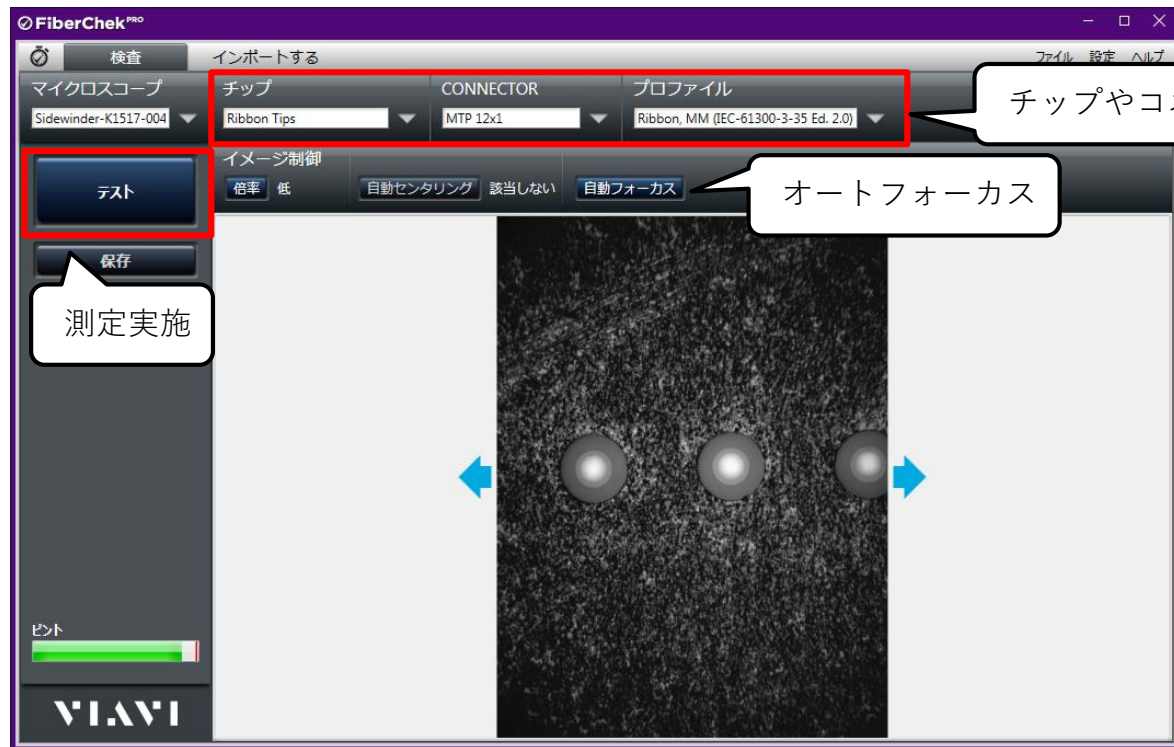 FiberChek PRO
検査 インポートする ファイル 設定 ヘルプ
マイクロスコープ チップ CONNECTOR プロファイル
Sidewinder-K1517-004 Ribbon Tips MTP 12x1 Ribbon, MM (IEC-61300-3-35 Ed. 2.0)
チップやコ
イメージ制御
テスト
倍率 低 自動センタリング 該当しない 自動フォーカス
オートフォーカス
保存
測定実施
ピント
VIAVI